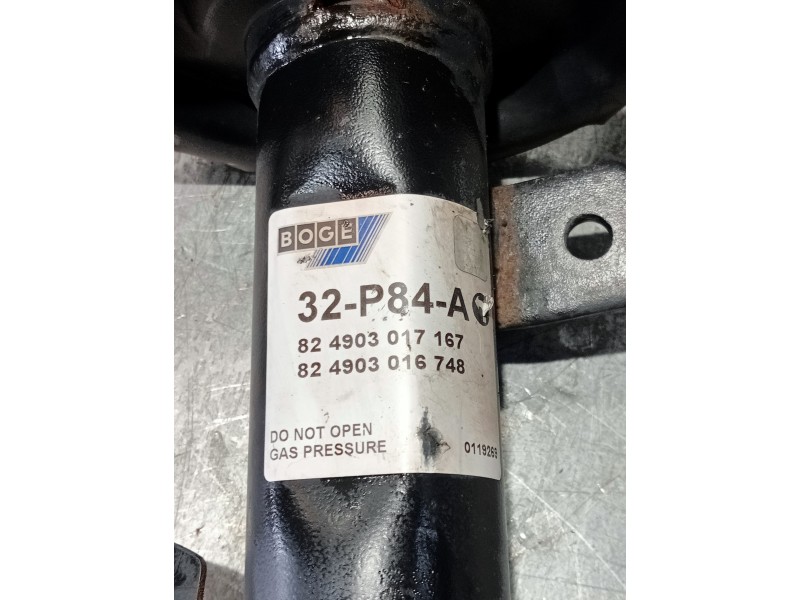 BOGE
32-P84-A
82 4903 017 167
82 4903 016 748
DO NOT OPEN
GAS PRESSURE
0119269